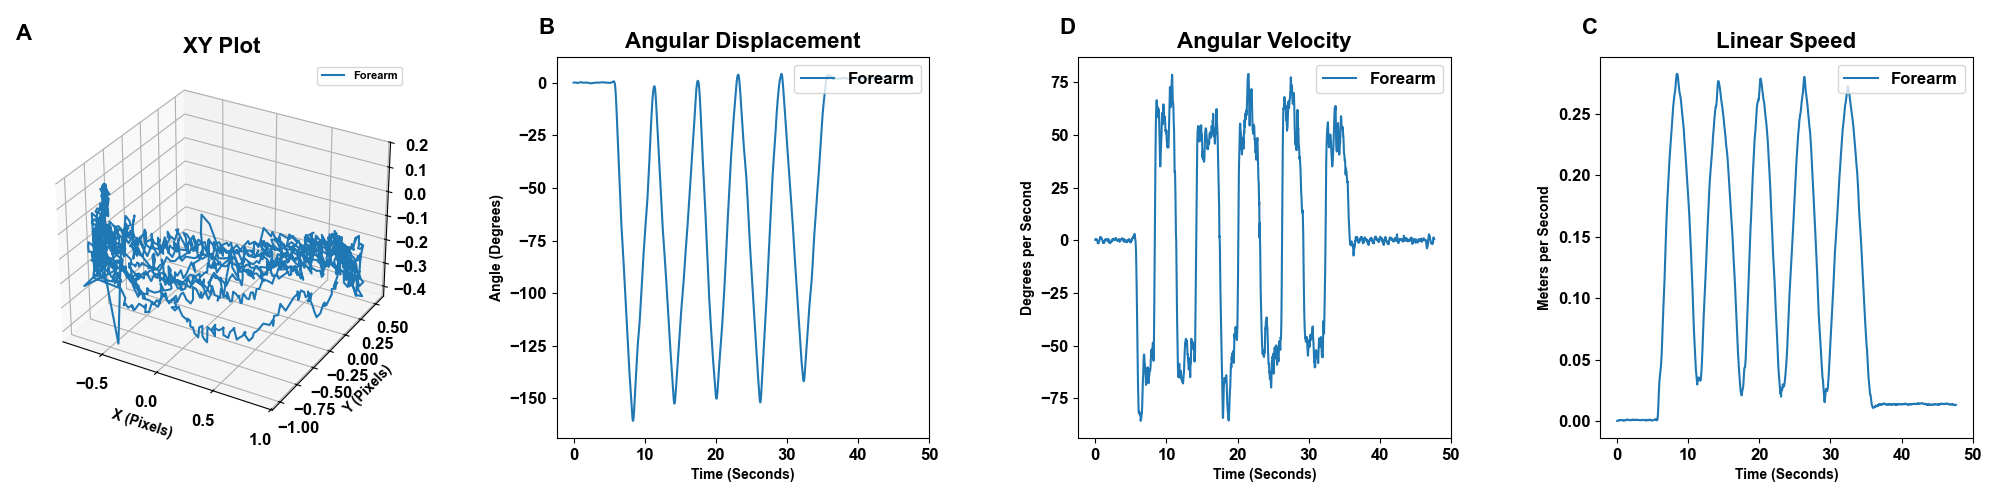 A
XY Plot
Forearm
0.2
0.1
0.0
−0.1
−0.2
−0.3
−0.4
0.50
0.25
0.00
−0.25
−0.50
−0.75
−1.00
Y (Pixels)
−0.5
0.0
0.5
1.0
X (Pixels)
B
Angular Displacement
Forearm
0
−25
−50
−75
−100
−125
−150
Angle (Degrees)
0 10 20 30 40 50
Time (Seconds)
D
Angular Velocity
Forearm
75
50
25
0
−25
−50
−75
Degrees per Second
0 10 20 30 40 50
Time (Seconds)
C
Linear Speed
Forearm
0.25
0.20
0.15
0.10
0.05
0.00
Meters per Second
0 10 20 30 40 50
Time (Seconds)